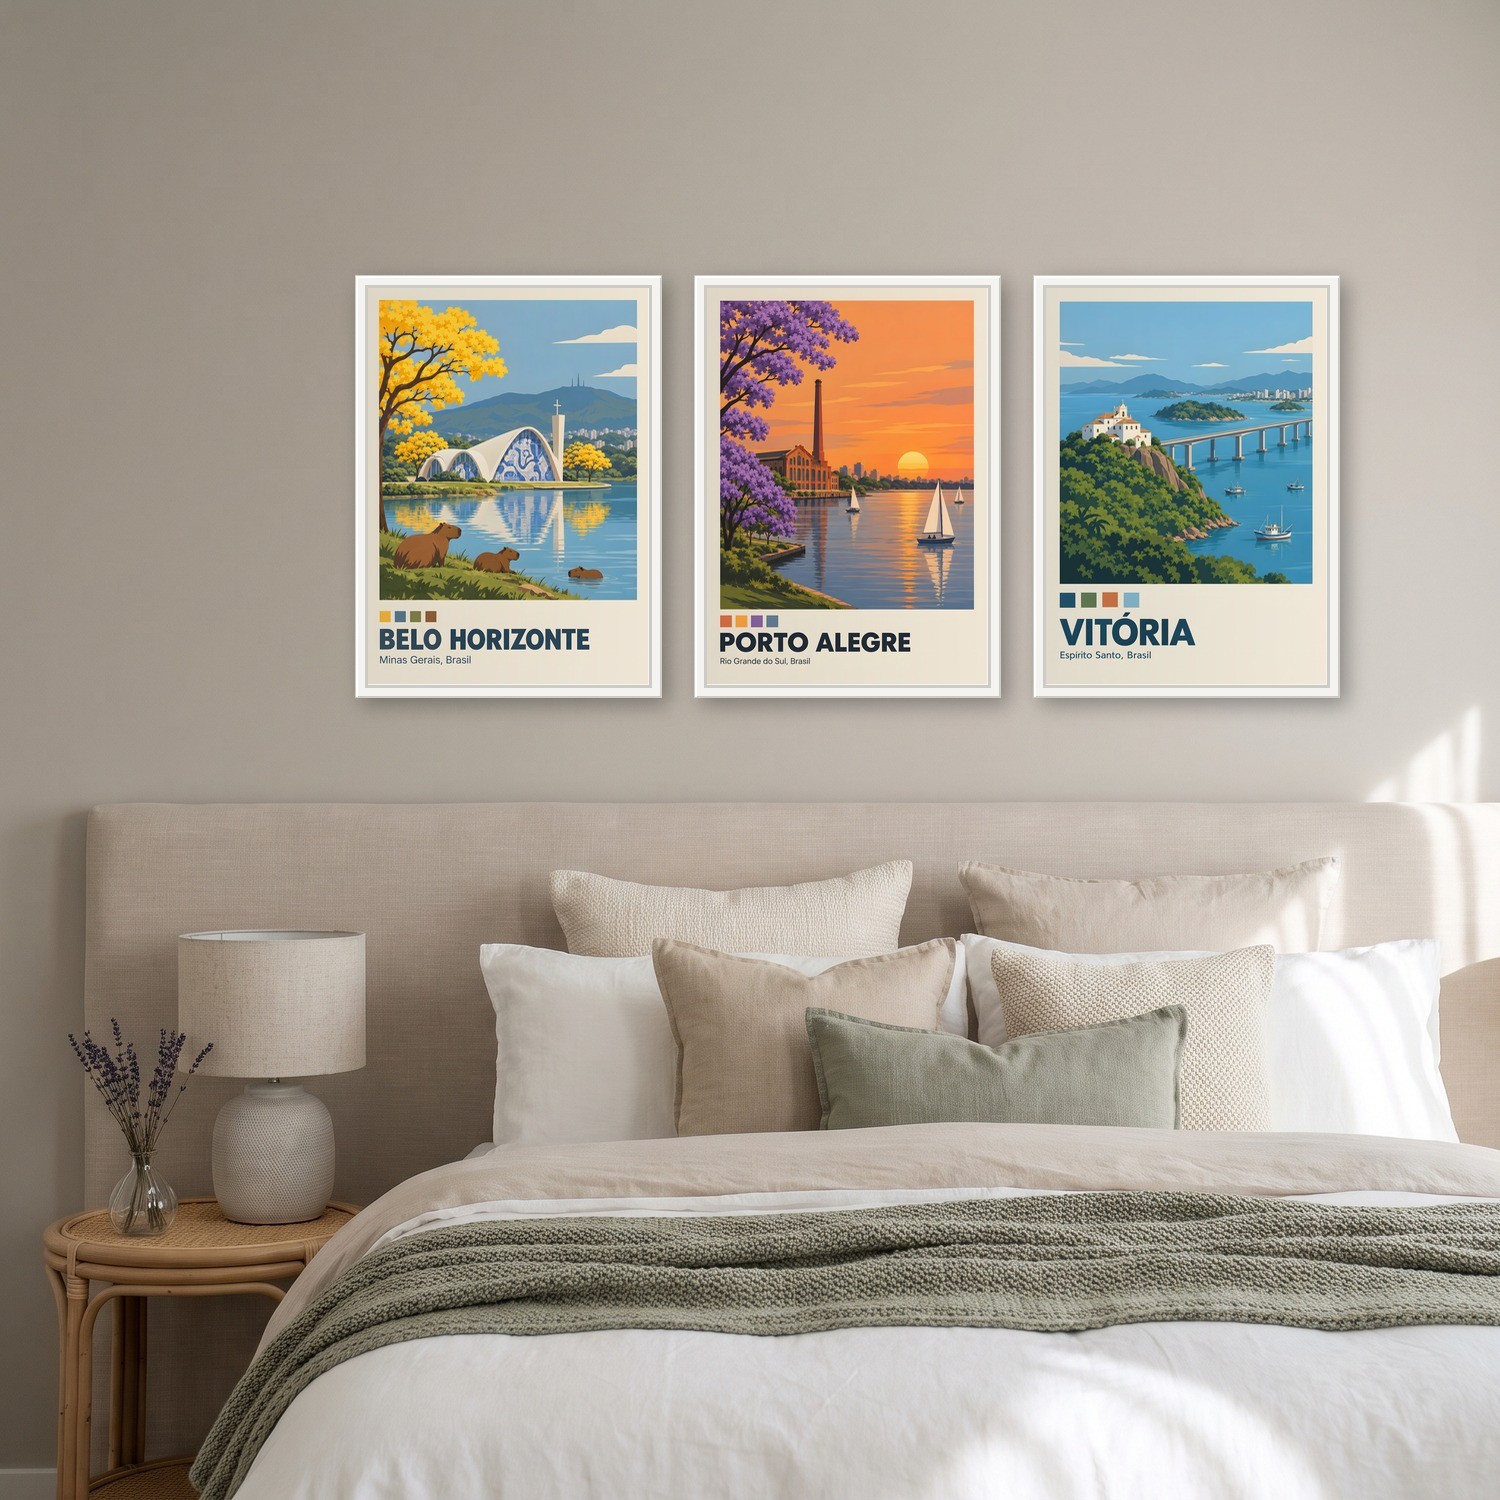 BELO HORIZONTE
Minas Gerais, Brasil
PORTO ALEGRE
Rio Grande do Sul, Brasil
VITÓRIA
Espírito Santo, Brasil